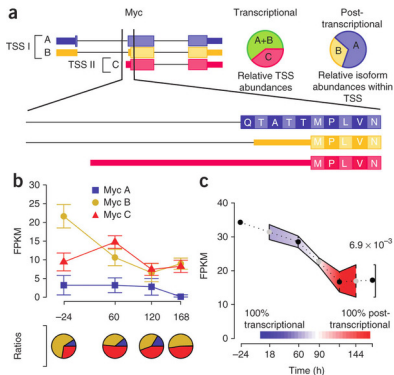 a
Myc
Transcriptional
Post-
transcriptional
TSS I
A
B
TSS II
C
A+B
C
B
A
Relative TSS
abundances
Relative isoform
abundances within
TSS
Q T A T T M P L V N
M P L V N
M P L V N
b
Myc A
Myc B
Myc C
FPKM
30
25
20
15
10
5
0
−24
60
120
168
Ratios
c
FPKM
40
30
20
10
0
6.9 × 10−3
100%
transcriptional
100% post-
transcriptional
−24
18
60
90
144
Time (h)